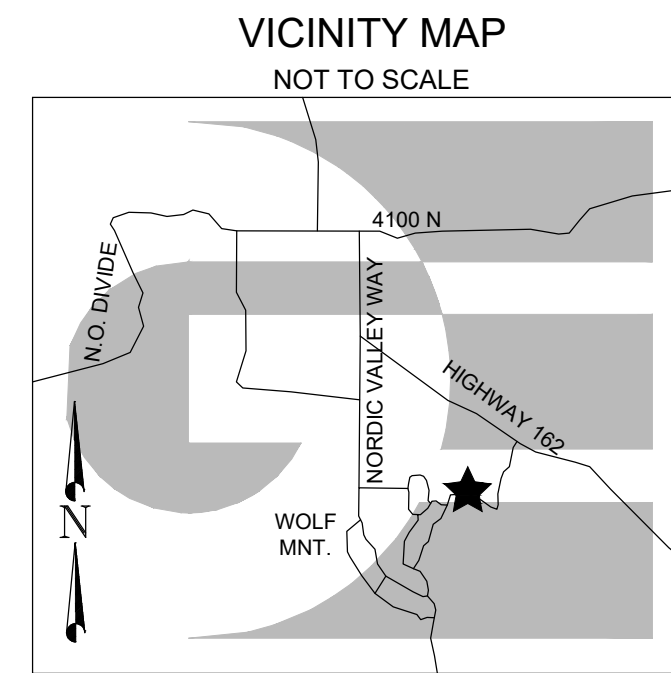 VICINITY MAP
NOT TO SCALE
4100 N
N.O. DIVIDE
NORDIC VALLEY WAY
HIGHWAY 162
N
WOLF
MNT.